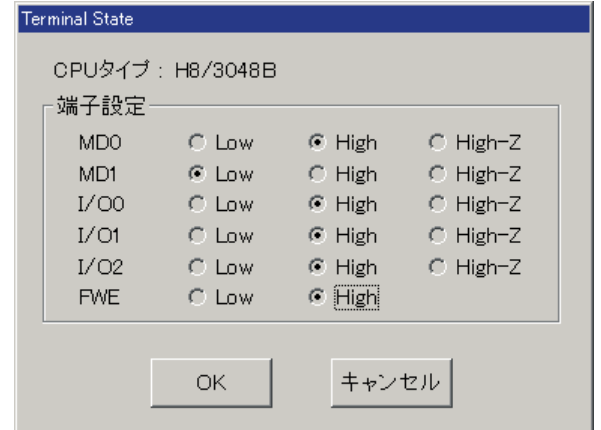 Terminal State
CPUタイプ : H8/3048B
端子設定
MD0 Low High High-Z
MD1 Low High High-Z
I/O0 Low High High-Z
I/O1 Low High High-Z
I/O2 Low High High-Z
FWE Low High
OK キャンセル